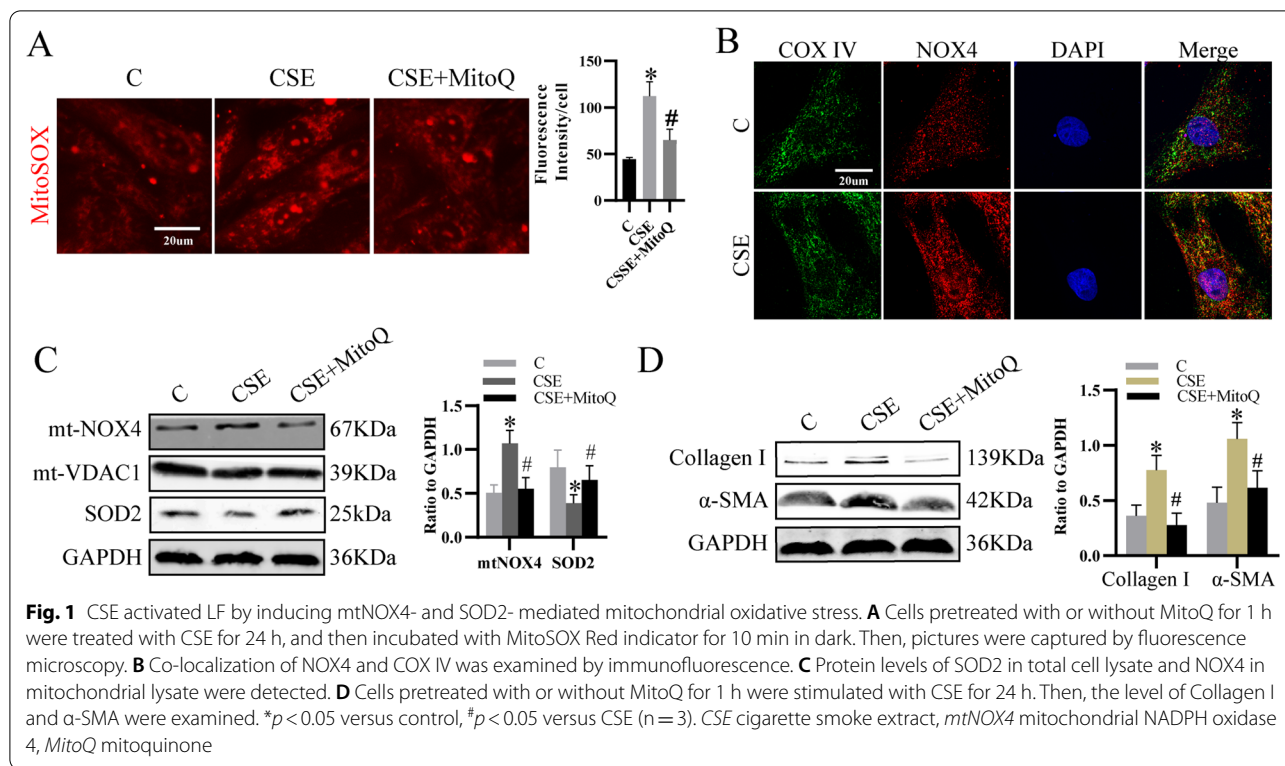 A
C
CSE
CSE+MitoQ
MitoSOX
20um
Fluorescence
Intensity/cell
150
100
50
0
*
#
C
CSE
CSSE+MitoQ
B
COX IV
NOX4
DAPI
Merge
C
20um
CSE
C
C
CSE
CSE+MitoQ
mt-NOX4
67KDa
mt-VDAC1
39KDa
SOD2
25kDa
GAPDH
36KDa
C
CSE
CSE+MitoQ
Ratio to GAPDH
1.5
1.0
0.5
0.0
*
#
*
#
mtNOX4 SOD2
D
C
CSE
CSE+MitoQ
Collagen I
139KDa
α-SMA
42KDa
GAPDH
36KDa
C
CSE
CSE+MitoQ
Ratio to GAPDH
1.5
1.0
0.5
0.0
*
#
*
#
Collagen I α-SMA
Fig. 1 CSE activated LF by inducing mtNOX4- and SOD2- mediated mitochondrial oxidative stress. A Cells pretreated with or without MitoQ for 1 h
were treated with CSE for 24 h, and then incubated with MitoSOX Red indicator for 10 min in dark. Then, pictures were captured by fluorescence
microscopy. B Co-localization of NOX4 and COX IV was examined by immunofluorescence. C Protein levels of SOD2 in total cell lysate and NOX4 in
mitochondrial lysate were detected. D Cells pretreated with or without MitoQ for 1 h were stimulated with CSE for 24 h. Then, the level of Collagen I
and α-SMA were examined. *p < 0.05 versus control, #p < 0.05 versus CSE (n = 3). CSE cigarette smoke extract, mtNOX4 mitochondrial NADPH oxidase
4, MitoQ mitoquinone